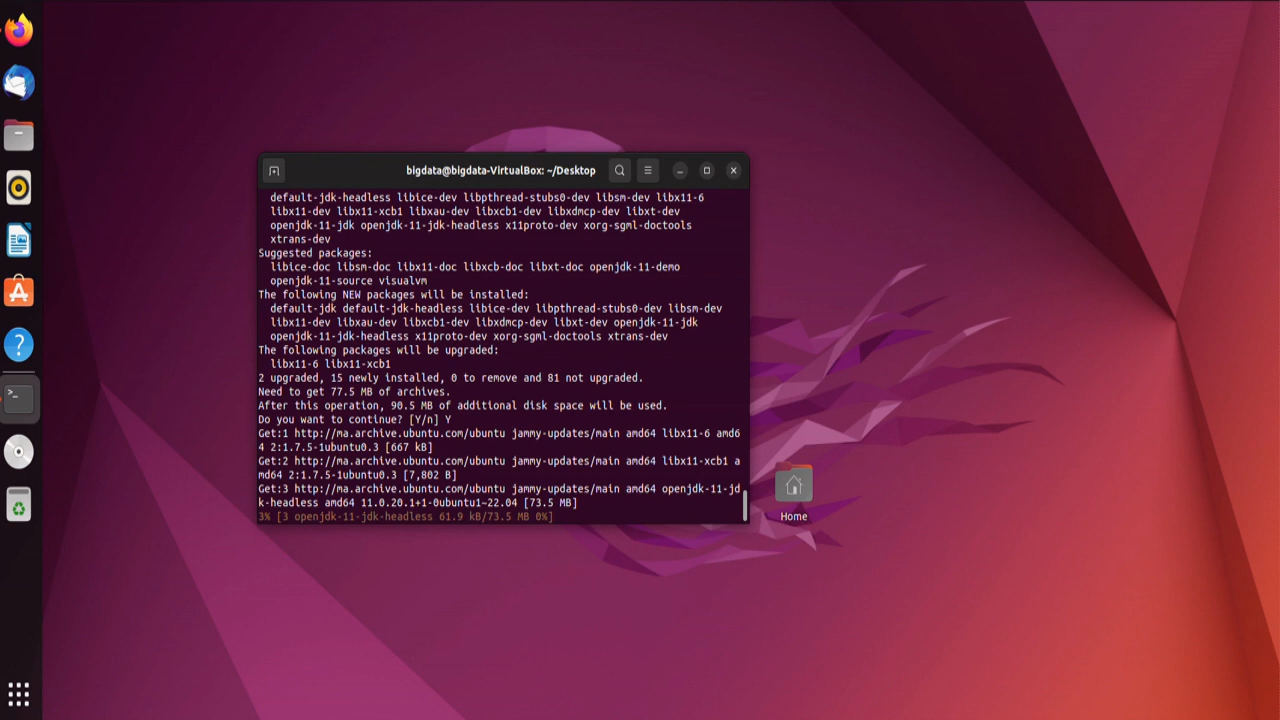 bigdata@bigdata-VirtualBox: ~/Desktop
default-jdk-headless libice-dev libpthread-stubs0-dev libsm-dev libx11-6
libx11-dev libx11-xcb1 libxau-dev libxcb1-dev libxdmcp-dev libxt-dev
openjdk-11-jdk openjdk-11-jdk-headless x11proto-dev xorg-sgml-doctools
xtrans-dev
Suggested packages:
libice-doc libsm-doc libx11-doc libxcb-doc libxt-doc openjdk-11-demo
openjdk-11-source visualvm
The following NEW packages will be installed:
default-jdk default-jdk-headless libice-dev libpthread-stubs0-dev libsm-dev
libx11-dev libxau-dev libxcb1-dev libxdmcp-dev libxt-dev openjdk-11-jdk
openjdk-11-jdk-headless x11proto-dev xorg-sgml-doctools xtrans-dev
The following packages will be upgraded:
libx11-6 libx11-xcb1
2 upgraded, 15 newly installed, 0 to remove and 81 not upgraded.
Need to get 77.5 MB of archives.
After this operation, 90.5 MB of additional disk space will be used.
Do you want to continue? [Y/n] Y
Get:1 http://ma.archive.ubuntu.com/ubuntu jammy-updates/main amd64 libx11-6 amd6
4 2:1.7.5-1ubuntu0.3 [667 kB]
Get:2 http://ma.archive.ubuntu.com/ubuntu jammy-updates/main amd64 libx11-xcb1 a
md64 2:1.7.5-1ubuntu0.3 [7,802 B]
Get:3 http://ma.archive.ubuntu.com/ubuntu jammy-updates/main amd64 openjdk-11-jd
k-headless amd64 11.0.20.1+1-0ubuntu1~22.04 [73.5 MB]
3% [3 openjdk-11-jdk-headless 61.9 kB/73.5 MB 0%]
Home